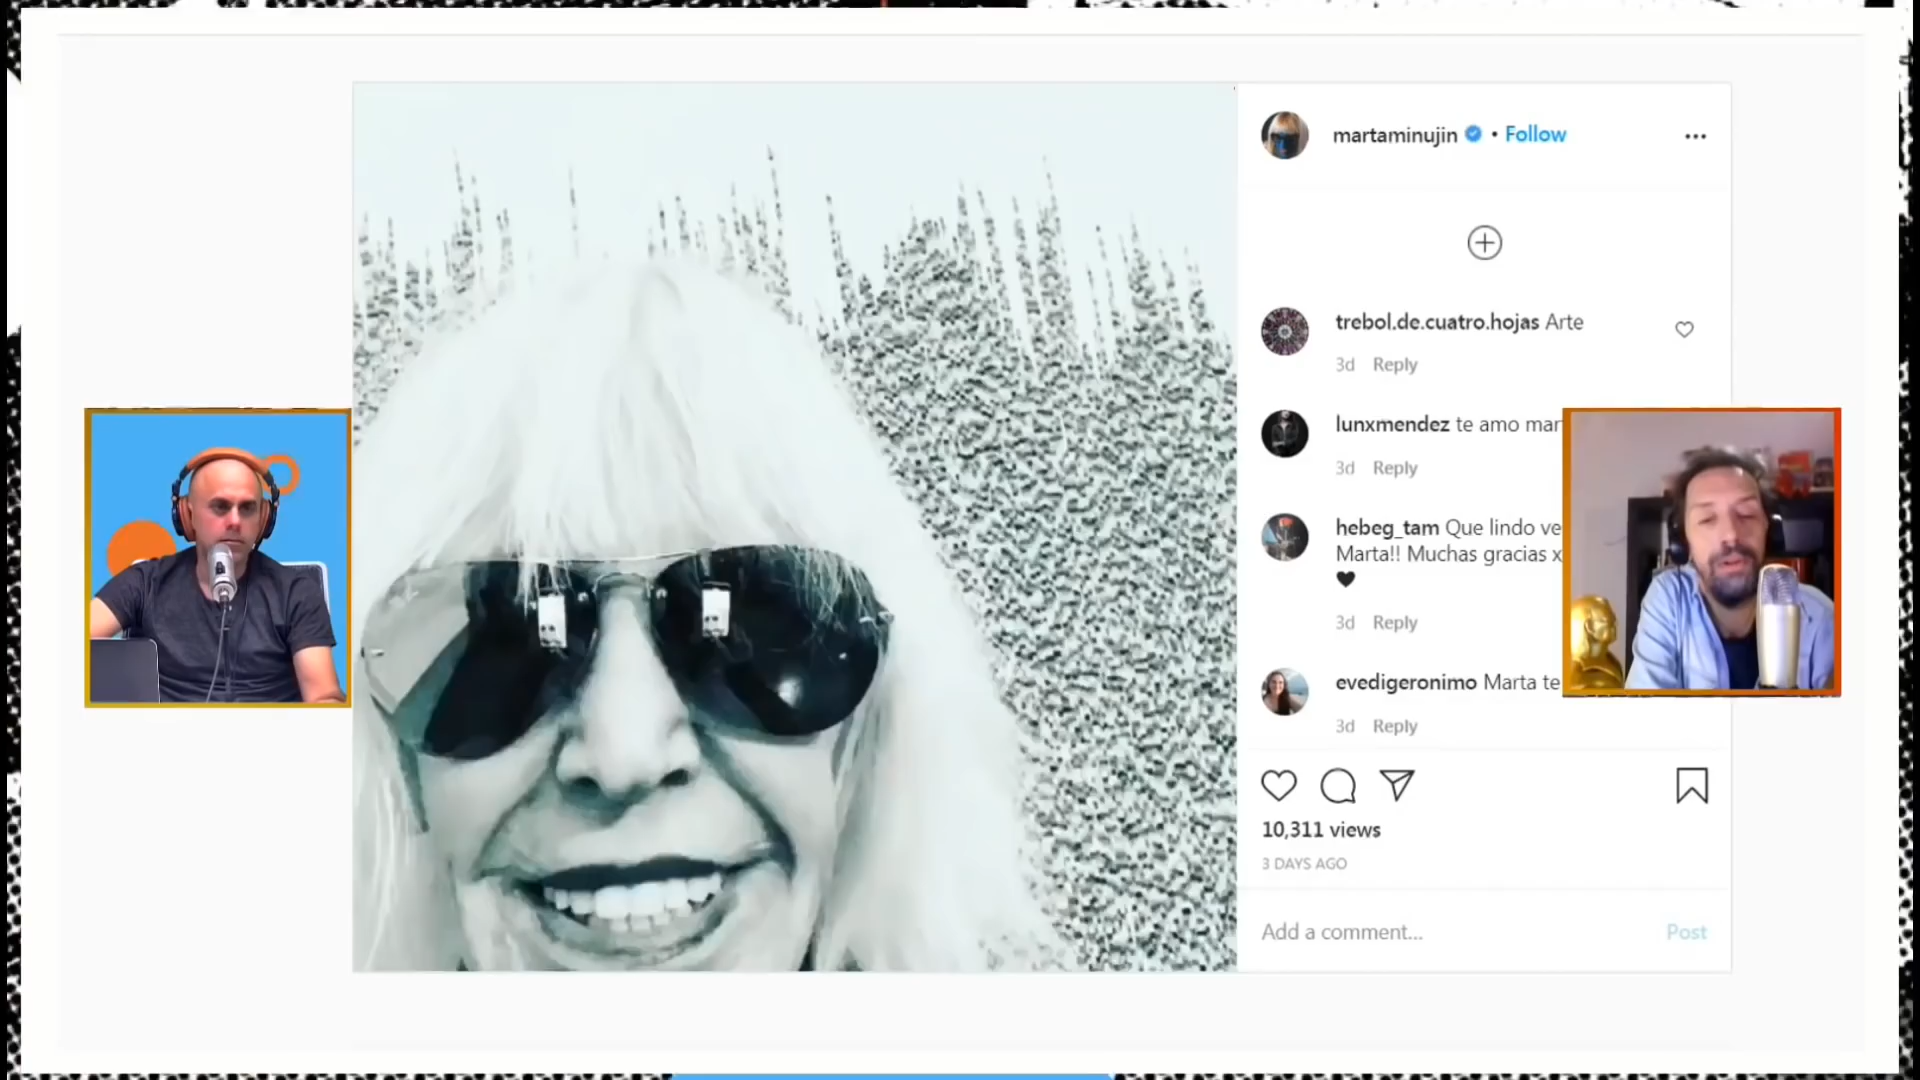 martaminujin • Follow
trebol.de.cuatro.hojas Arte
3d Reply
lunxmendez te amo mar
3d Reply
hebeg_tam Que lindo ve
Marta!! Muchas gracias x
3d Reply
evedigeronimo Marta te
3d Reply
10,311 views
3 DAYS AGO
Add a comment... Post